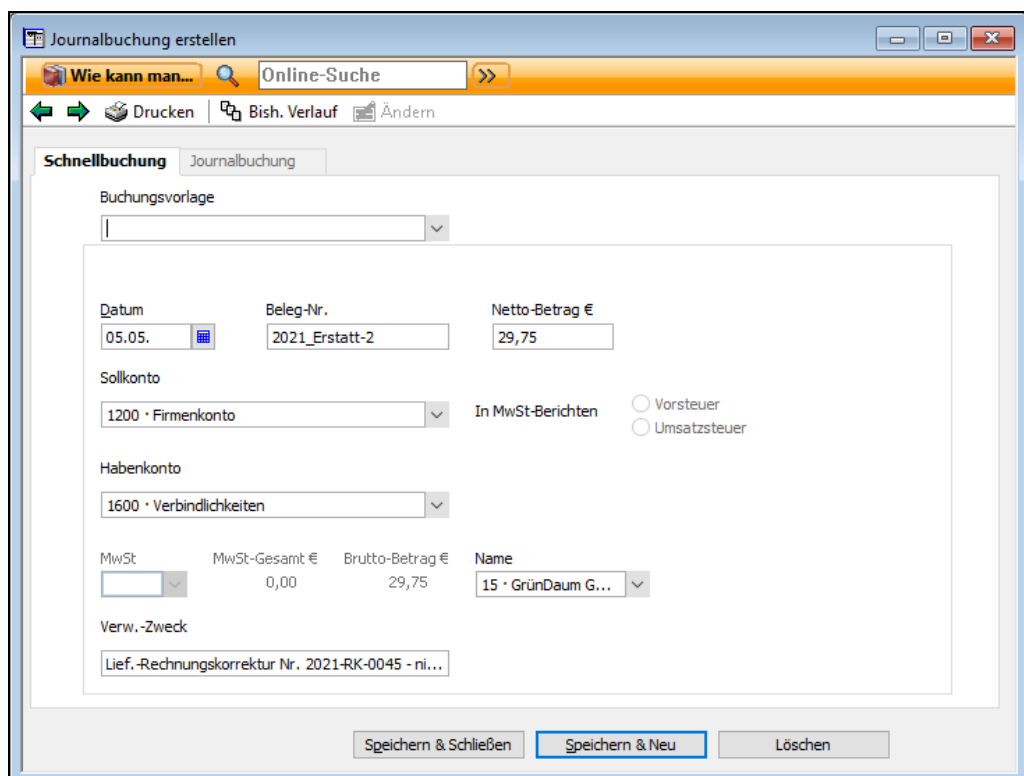 Journalbuchung erstellen
Wie kann man... Online-Suche
Drucken Bish. Verlauf Ändern
Schnellbuchung Journalbuchung
Buchungsvorlage
Datum Beleg-Nr. Netto-Betrag €
05.05. 2021_Erstatt-2 29,75
Sollkonto
1200 · Firmenkonto In MwSt-Berichten Vorsteuer
Umsatzsteuer
Habenkonto
1600 · Verbindlichkeiten
MwSt MwSt-Gesamt € Brutto-Betrag € Name
0,00 29,75 15 · GrünDaum G...
Verw.-Zweck
Lief.-Rechnungskorrektur Nr. 2021-RK-0045 - ni...
Speichern & Schließen Speichern & Neu Löschen